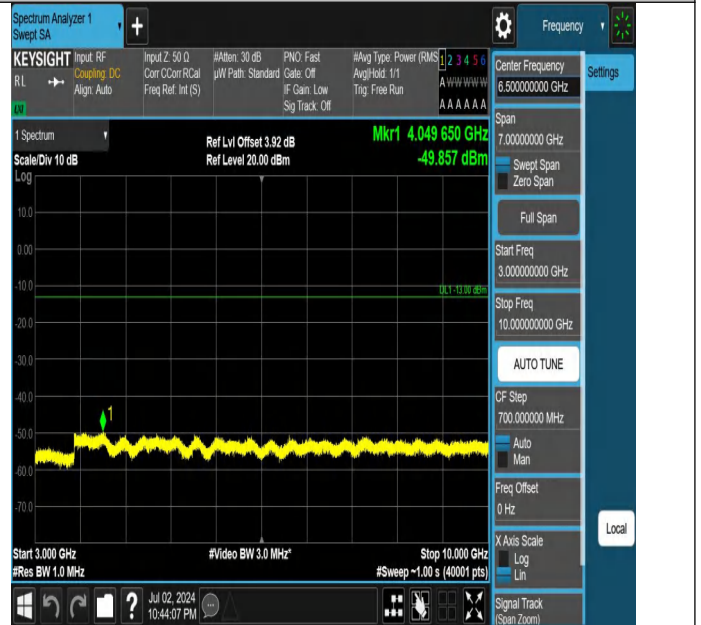 Spectrum Analyzer 1
Swept SA
+
Frequency
KEYSIGHT
RL
LXI
Input: RF
Coupling: DC
Align: Auto
Input Z: 50 Ω
Corr CCorr RCal
Freq Ref: Int (S)
#Atten: 30 dB
µW Path: Standard
PNO: Fast
Gate: Off
IF Gain: Low
Sig Track: Off
#Avg Type: Power (RMS
Avg|Hold: 1/1
Trig: Free Run
1 2 3 4 5 6
A W W W W W
A A A A A A
1 Spectrum
Scale/Div 10 dB
Ref Lvl Offset 3.92 dB
Ref Level 20.00 dBm
Mkr1 4.049 650 GHz
-49.857 dBm
Log
10.0
0.00
-10.0
-20.0
-30.0
-40.0
-50.0
-60.0
-70.0
DL1 -13.00 dBm
1
Start 3.000 GHz
#Res BW 1.0 MHz
#Video BW 3.0 MHz*
Stop 10.000 GHz
#Sweep ~1.00 s (40001 pts)
Center Frequency
6.500000000 GHz
Settings
Span
7.00000000 GHz
Swept Span
Zero Span
Full Span
Start Freq
3.000000000 GHz
Stop Freq
10.000000000 GHz
AUTO TUNE
CF Step
700.000000 MHz
Auto
Man
Freq Offset
0 Hz
X Axis Scale
Log
Lin
Local
Signal Track
(Span Zoom)
?
Jul 02, 2024
10:44:07 PM